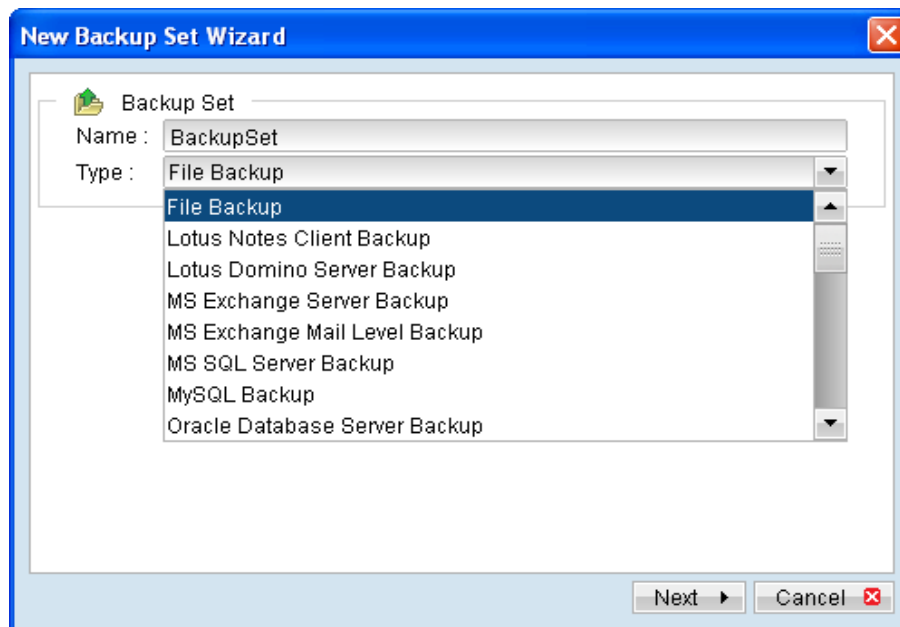 New Backup Set Wizard
Backup Set
Name : BackupSet
Type : File Backup
File Backup
Lotus Notes Client Backup
Lotus Domino Server Backup
MS Exchange Server Backup
MS Exchange Mail Level Backup
MS SQL Server Backup
MySQL Backup
Oracle Database Server Backup
Next Cancel